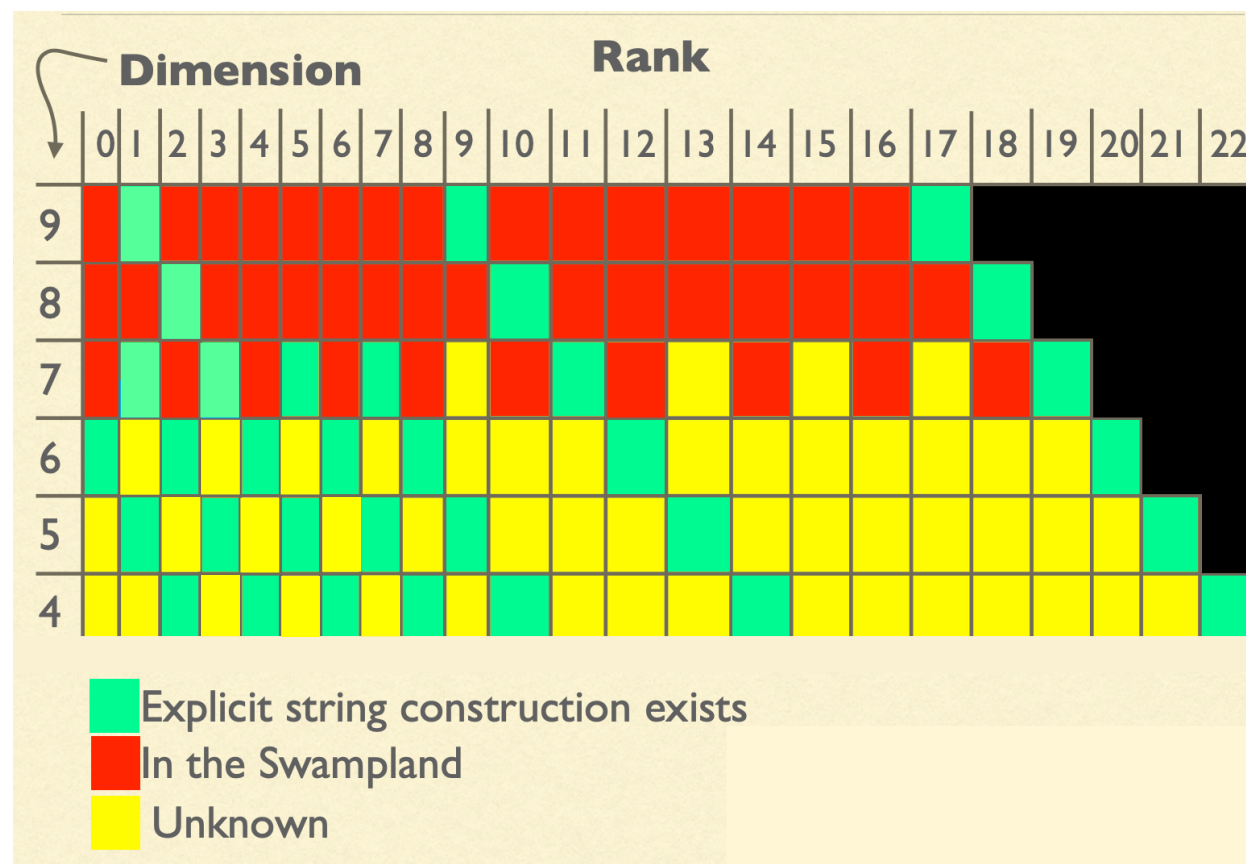 Rank
Dimension
0 1 2 3 4 5 6 7 8 9 10 11 12 13 14 15 16 17 18 19 20 21 22
9
8
7
6
5
4
Explicit string construction exists
In the Swampland
Unknown